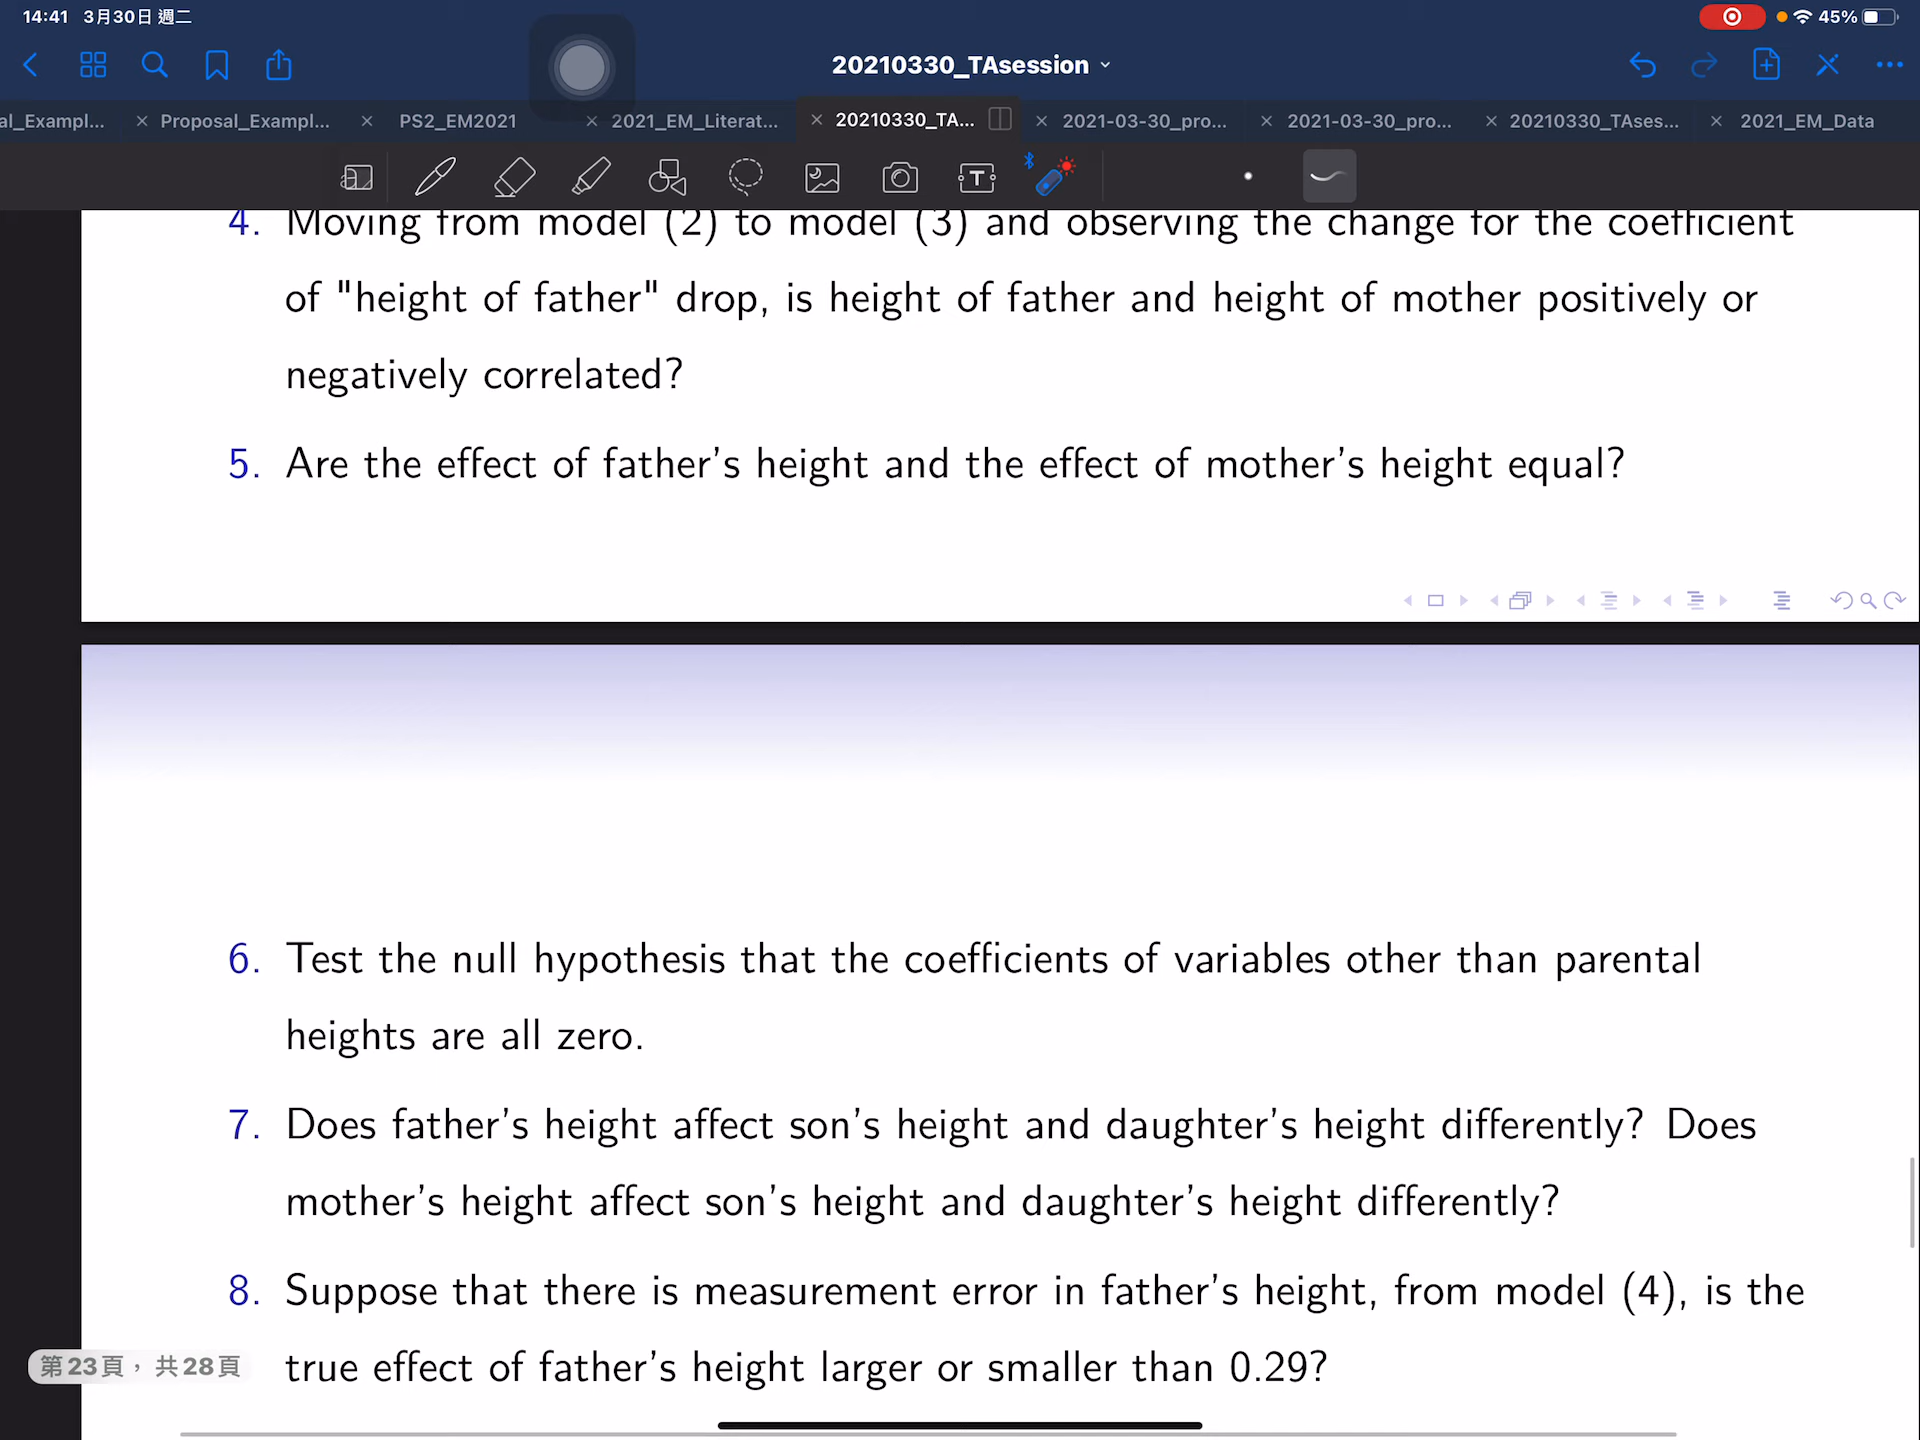 14:41 3月30日 週二
45%
20210330_TAsession
al_Exampl...
Proposal_Exampl...
PS2_EM2021
2021_EM_Literat...
20210330_TA...
2021-03-30_pro...
2021-03-30_pro...
20210330_TAses...
2021_EM_Data
4. Moving from model (2) to model (3) and observing the change for the coefficient
of "height of father" drop, is height of father and height of mother positively or
negatively correlated?
5. Are the effect of father's height and the effect of mother's height equal?
6. Test the null hypothesis that the coefficients of variables other than parental
heights are all zero.
7. Does father's height affect son's height and daughter's height differently? Does
mother's height affect son's height and daughter's height differently?
8. Suppose that there is measurement error in father's height, from model (4), is the
true effect of father's height larger or smaller than 0.29?
第23頁，共28頁